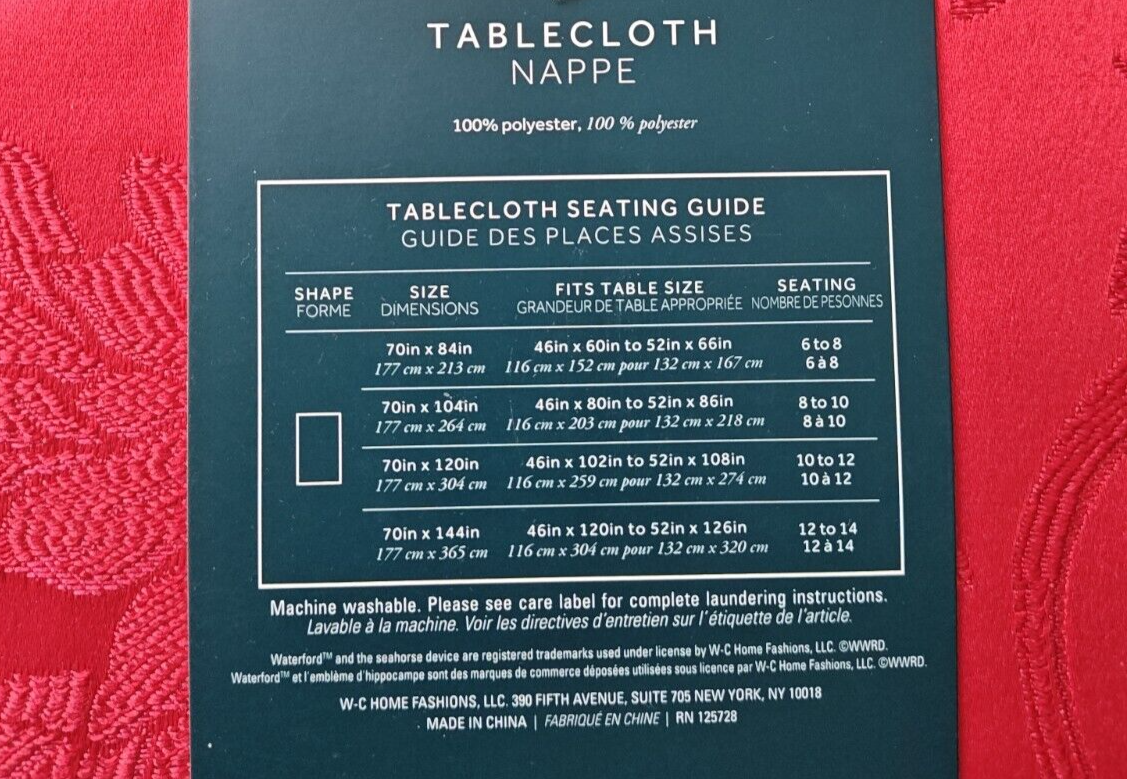 TABLECLOTH
NAPPE
100% polyester, 100 % polyester
TABLECLOTH SEATING GUIDE
GUIDE DES PLACES ASSISES
SHAPE SIZE FITS TABLE SIZE SEATING
FORME DIMENSIONS GRANDEUR DE TABLE APPROPRIÉE NOMBRE DE PESONNES
70in x 84in 46in x 60in to 52in x 66in 6 to 8
177 cm x 213 cm 116 cm x 152 cm pour 132 cm x 167 cm 6 à 8
70in x 104in 46in x 80in to 52in x 86in 8 to 10
177 cm x 264 cm 116 cm x 203 cm pour 132 cm x 218 cm 8 à 10
70in x 120in 46in x 102in to 52in x 108in 10 to 12
177 cm x 304 cm 116 cm x 259 cm pour 132 cm x 274 cm 10 à 12
70in x 144in 46in x 120in to 52in x 126in 12 to 14
177 cm x 365 cm 116 cm x 304 cm pour 132 cm x 320 cm 12 à 14
Machine washable. Please see care label for complete laundering instructions.
Lavable à la machine. Voir les directives d'entretien sur l'étiquette de l'article.
Waterford™ and the seahorse device are registered trademarks used under license by W-C Home Fashions, LLC. ©WWRD.
Waterford™ et l'emblème d'hippocampe sont des marques de commerce déposées utilisées sous licence par W-C Home Fashions, LLC. ©WWRD.
W-C HOME FASHIONS, LLC. 390 FIFTH AVENUE, SUITE 705 NEW YORK, NY 10018
MADE IN CHINA | FABRIQUÉ EN CHINE | RN 125728